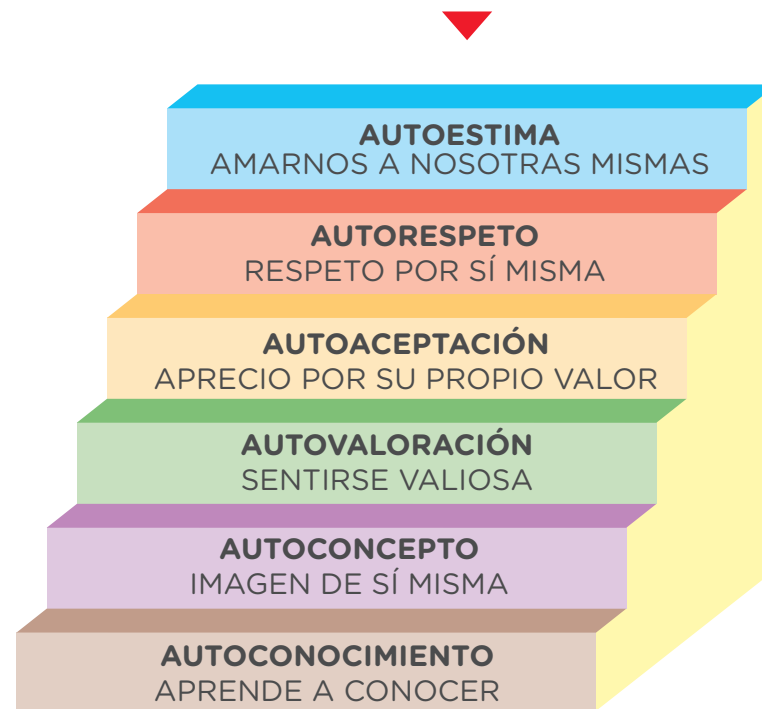 AUTOESTIMA
AMARNOS A NOSOTRAS MISMAS
AUTORESPETO
RESPETO POR SÍ MISMA
AUTOACEPTACIÓN
APRECIO POR SU PROPIO VALOR
AUTOVALORACIÓN
SENTIRSE VALIOSA
AUTOCONCEPTO
IMAGEN DE SÍ MISMA
AUTOCONOCIMIENTO
APRENDE A CONOCER